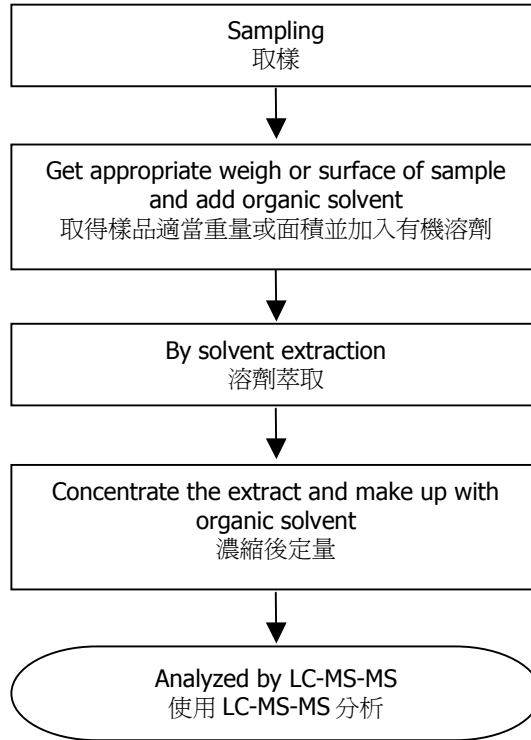 Sampling
取樣
Get appropriate weigh or surface of sample
and add organic solvent
取得樣品適當重量或面積並加入有機溶劑
By solvent extraction
溶劑萃取
Concentrate the extract and make up with
organic solvent
濃縮後定量
Analyzed by LC-MS-MS
使用 LC-MS-MS 分析